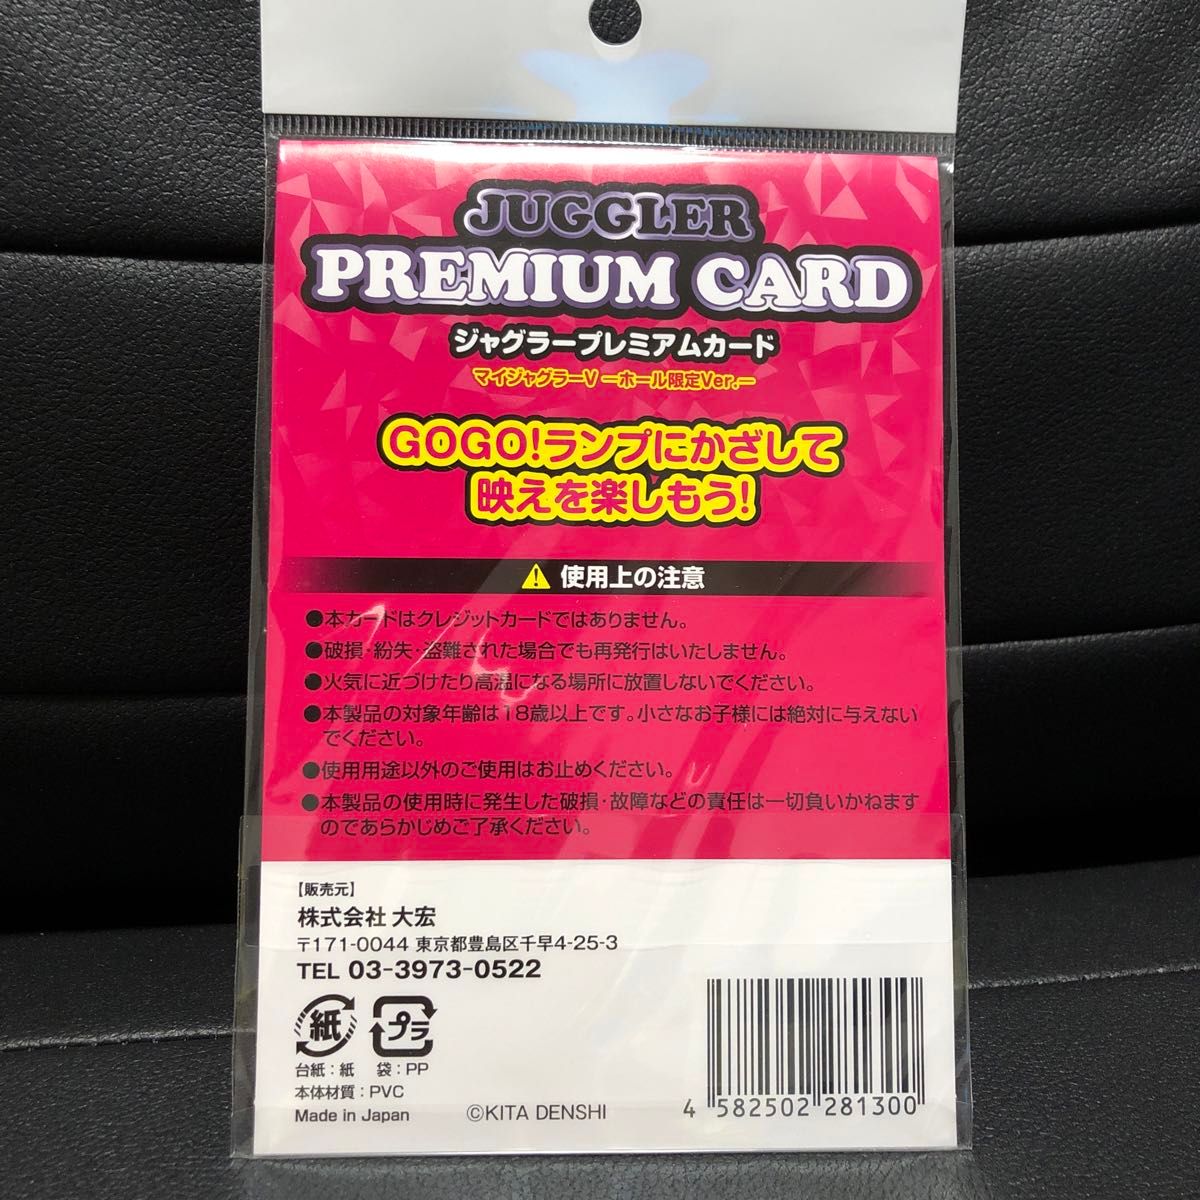 JUGGLER
PREMIUM CARD
ジャグラープレミアムカード
マイジャグラーV ーホール限定Ver.ー
GOGO!ランプにかざして
映えを楽しもう!
使用上の注意
●本カードはクレジットカードではありません。
●破損・紛失・盗難された場合でも再発行はいたしません。
●火気に近づけたり高温になる場所に放置しないでください。
●本製品の対象年齢は18歳以上です。小さなお子様には絶対に与えない
でください。
●使用用途以外のご使用はお止めください。
●本製品の使用時に発生した破損・故障などの責任は一切負いかねます
のであらかじめご了承ください。
【販売元】
株式会社 大宏
〒171-0044 東京都豊島区千早4-25-3
TEL 03-3973-0522
紙 プラ
台紙:紙 袋:PP
本体材質:PVC
Made in Japan ©KITA DENSHI
4 582502 281300